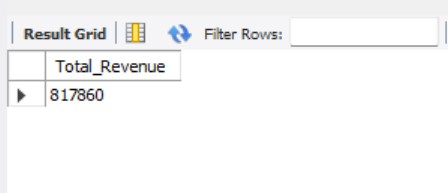 Result Grid Filter Rows:
Total_Revenue
817860